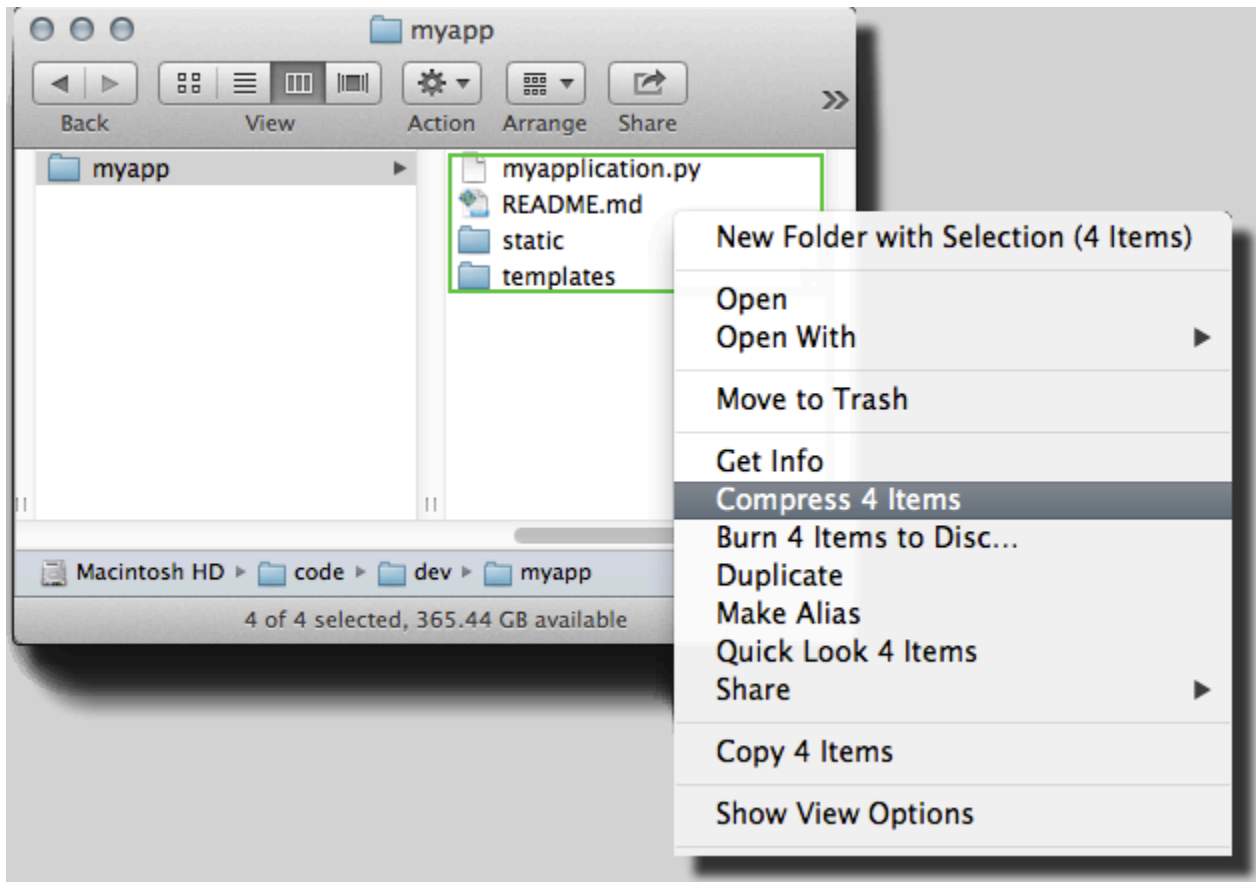 myapp
Back View Action Arrange Share
myapp
myapplication.py
README.md
static
templates
New Folder with Selection (4 Items)
Open
Open With
Move to Trash
Get Info
Compress 4 Items
Burn 4 Items to Disc...
Duplicate
Make Alias
Quick Look 4 Items
Share
Copy 4 Items
Show View Options
Macintosh HD code dev myapp
4 of 4 selected, 365.44 GB available